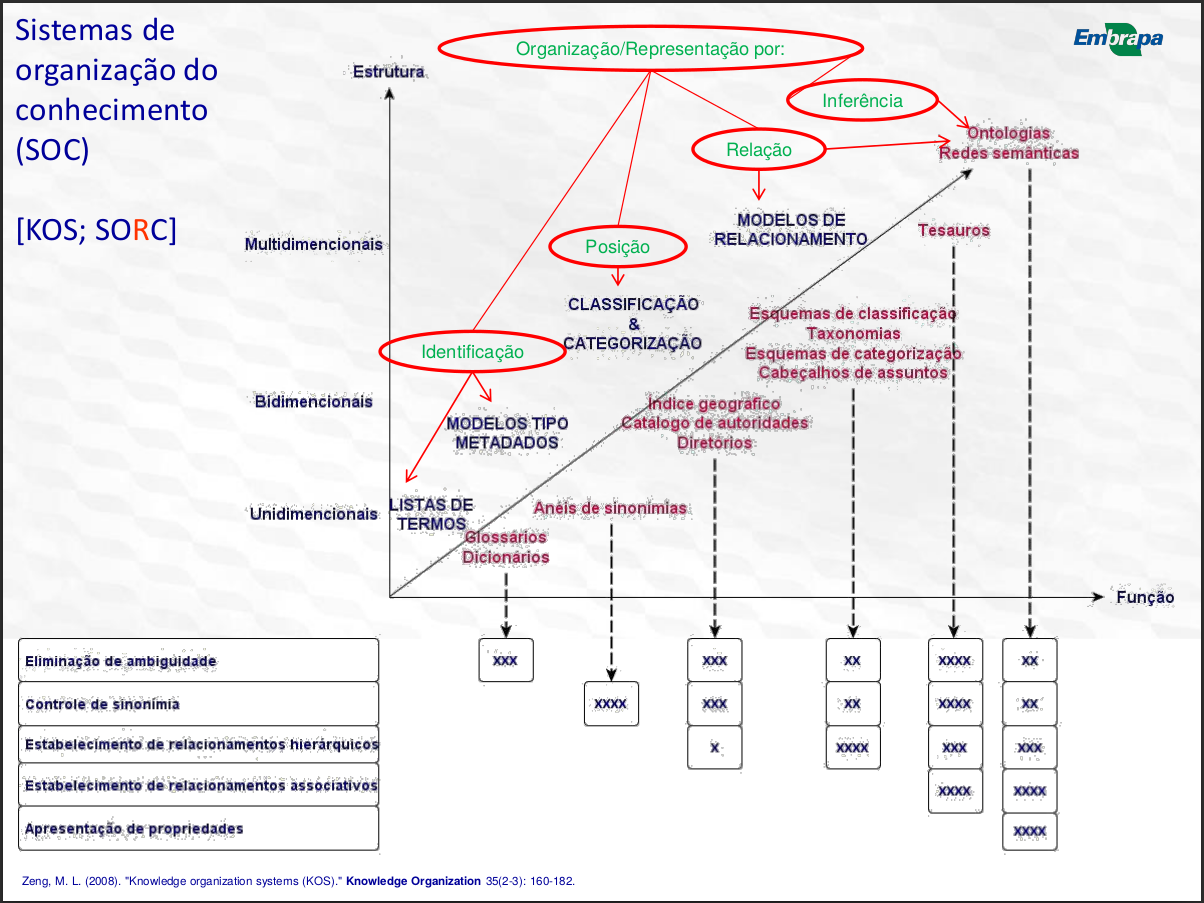 Sistemas de
organização do
conhecimento
(SOC)
[KOS; SORC]
Organização/Representação por:
Embrapa
Estrutura
Inferência
Ontologias
Redes semânticas
Relação
MODELOS DE
RELACIONAMENTO
Tesauros
Multidimencionais
Posição
CLASSIFICAÇÃO
&
CATEGORIZAÇÃO
Esquemas de classificação
Taxonomias
Esquemas de categorização
Cabeçalhos de assuntos
Identificação
Bidimencionais
MODELOS TIPO
METADADOS
Índice geográfico
Catálogo de autoridades
Diretórios
Unidimencionais
LISTAS DE
TERMOS
Anéis de sinonímias
Glossários
Dicionários
Função
Eliminação de ambiguidade
XXX
XXX
XX
XXXX
XX
Controle de sinonímia
XXXX
XXX
XX
XXXX
XX
Estabelecimento de relacionamentos hierárquicos
X
XXXX
XXX
XXX
Estabelecimento de relacionamentos associativos
XXXX
XXXX
Apresentação de propriedades
XXXX
Zeng, M. L. (2008). "Knowledge organization systems (KOS)." Knowledge Organization 35(2-3): 160-182.